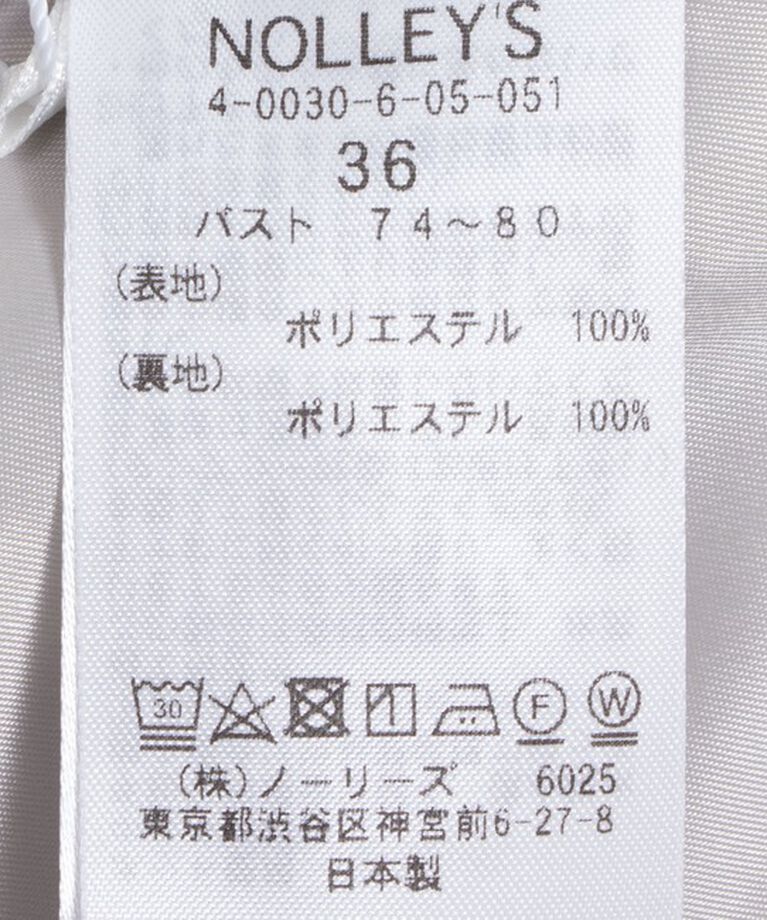 NOLLEY'S
4-0030-6-05-051
36
バスト 74〜80
(表地)
ポリエステル 100%
(裏地)
ポリエステル 100%
30 F W
(株)ノーリーズ 6025
東京都渋谷区神宮前6-27-8
日本製